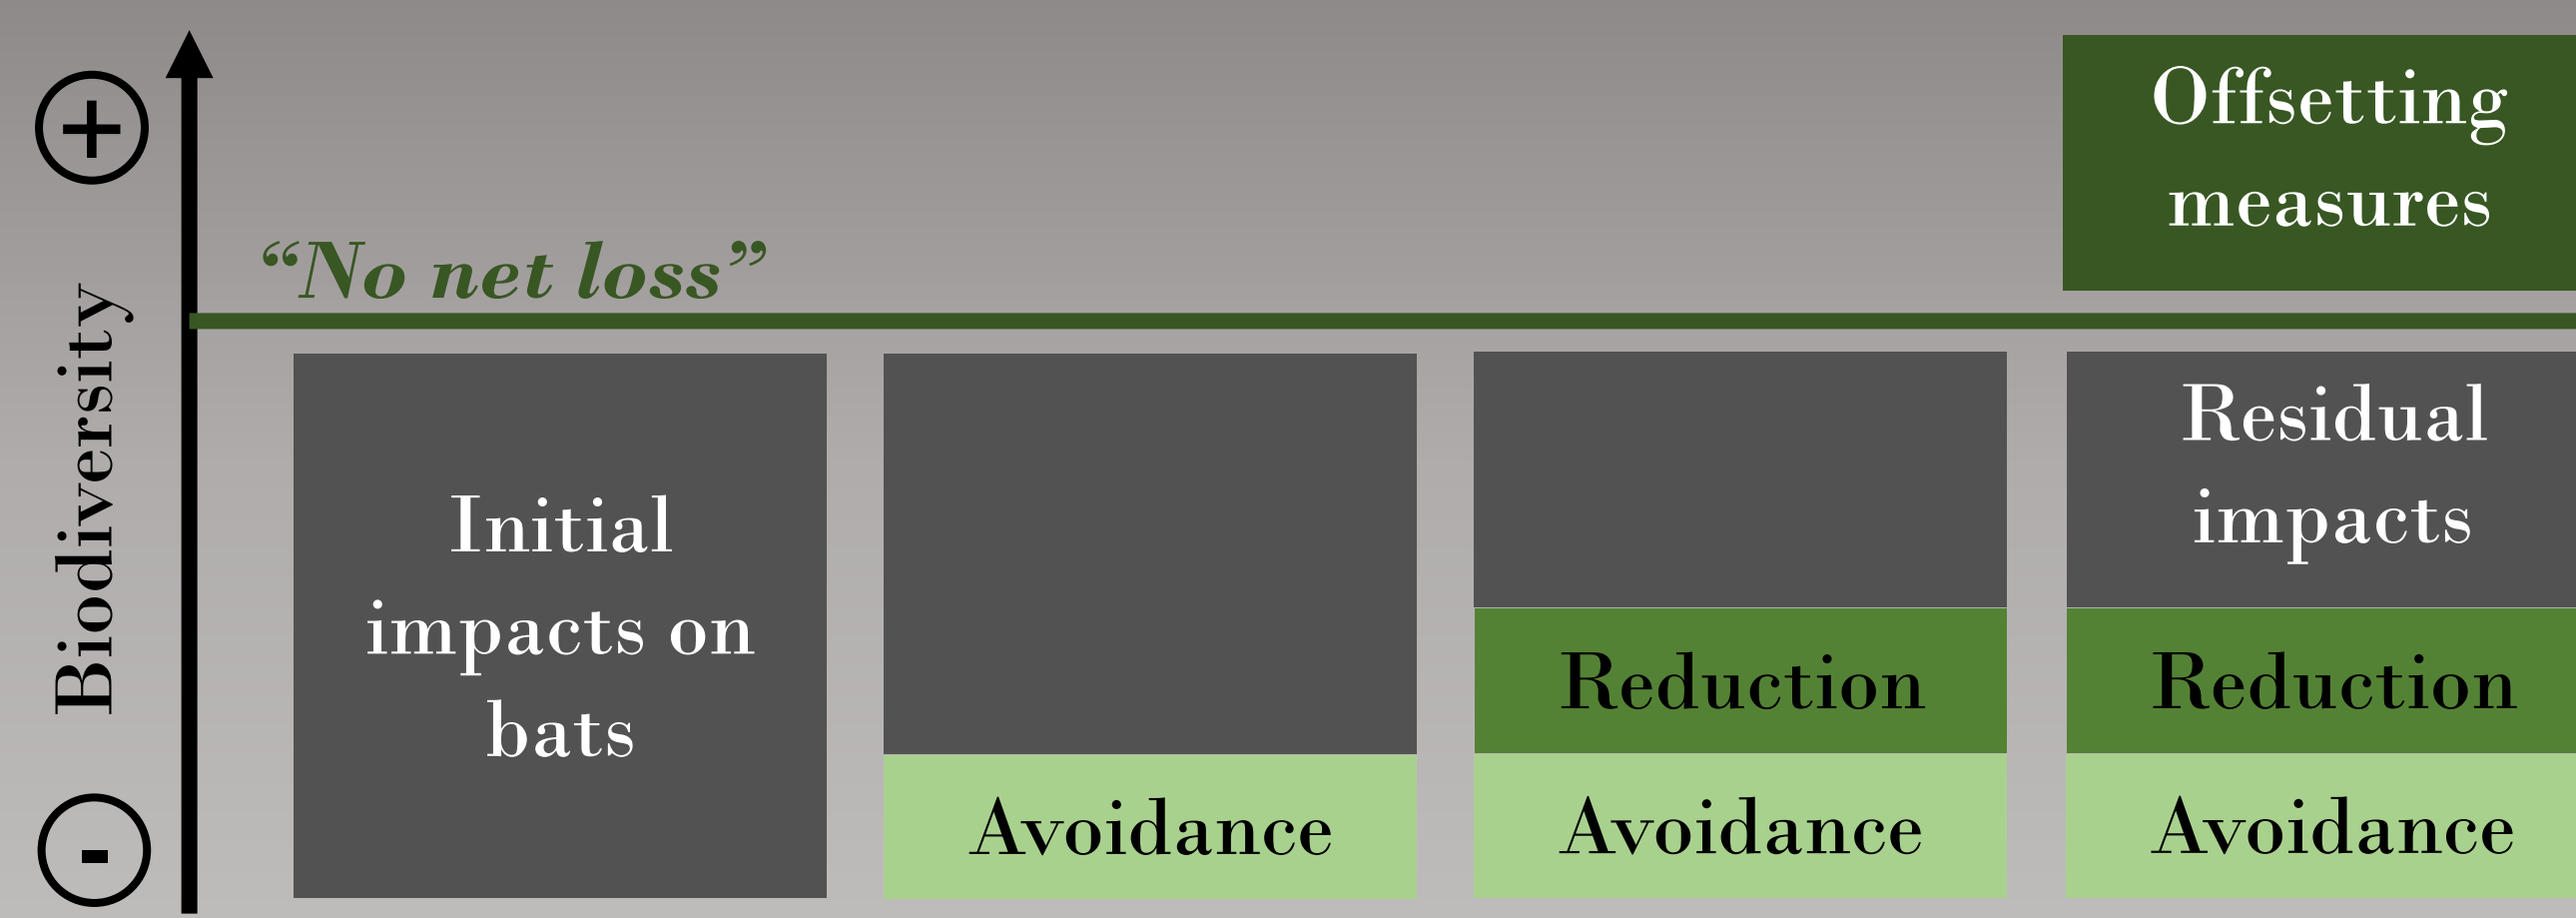 +
Biodiversity
-
“No net loss”
Initial
impacts on
bats
Avoidance
Reduction
Avoidance
Offsetting
measures
Residual
impacts
Reduction
Avoidance